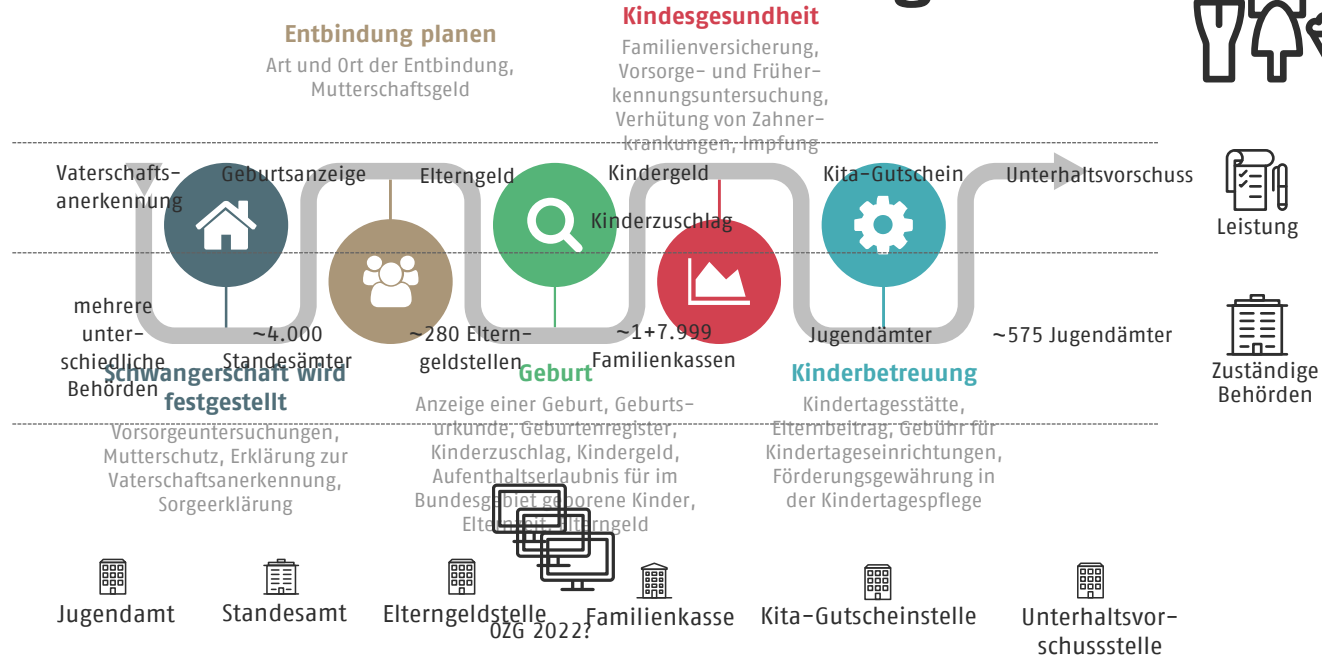 Kindesgesundheit
Familienversicherung,
Vorsorge- und Früher-
kennungsuntersuchung,
Verhütung von Zahner-
krankungen, Impfung
Entbindung planen
Art und Ort der Entbindung,
Mutterschaftsgeld
Vaterschafts-
anerkennung
Geburtsanzeige
Elterngeld
Kindergeld
Kinderzuschlag
Kita-Gutschein
Unterhaltsvorschuss
Leistung
mehrere
unter-
schiedliche
Behörden
~4.000
Standesämter
~280 Eltern-
geldstellen
~1+7.999
Familienkassen
Jugendämter
~575 Jugendämter
Zuständige
Behörden
Schwangerschaft wird
festgestellt
Vorsorgeuntersuchungen,
Mutterschutz, Erklärung zur
Vaterschaftsanerkennung,
Sorgeerklärung
Geburt
Anzeige einer Geburt, Geburts-
urkunde, Geburtenregister,
Kinderzuschlag, Kindergeld,
Aufenthaltserlaubnis für im
Bundesgebiet geborene Kinder,
Elternzeit, Elterngeld
Kinderbetreuung
Kindertagesstätte,
Elternbeitrag, Gebühr für
Kindertageseinrichtungen,
Förderungsgewährung in
der Kindertagespflege
Jugendamt
Standesamt
Elterngeldstelle
OZG 2022?
Familienkasse
Kita-Gutscheinstelle
Unterhaltsvor-
schussstelle